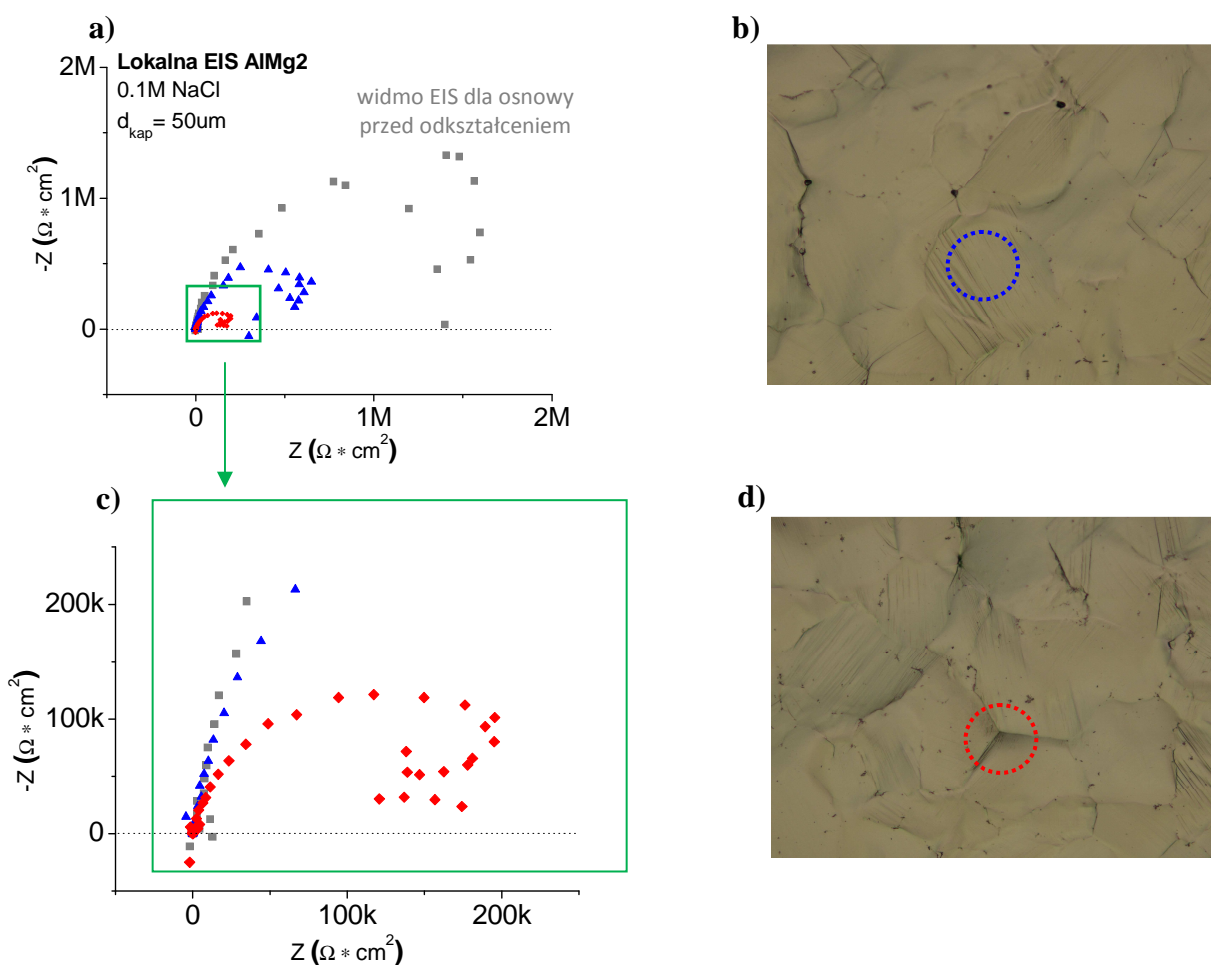 a)
b)
Lokalna EIS AlMg2
0.1M NaCl
d_kap = 50um
widmo EIS dla osnowy
przed odkształceniem
2M
1M
0
-Z (Ω * cm²)
0
1M
2M
Z (Ω * cm²)
c)
d)
200k
100k
0
-Z (Ω * cm²)
0
100k
200k
Z (Ω * cm²)